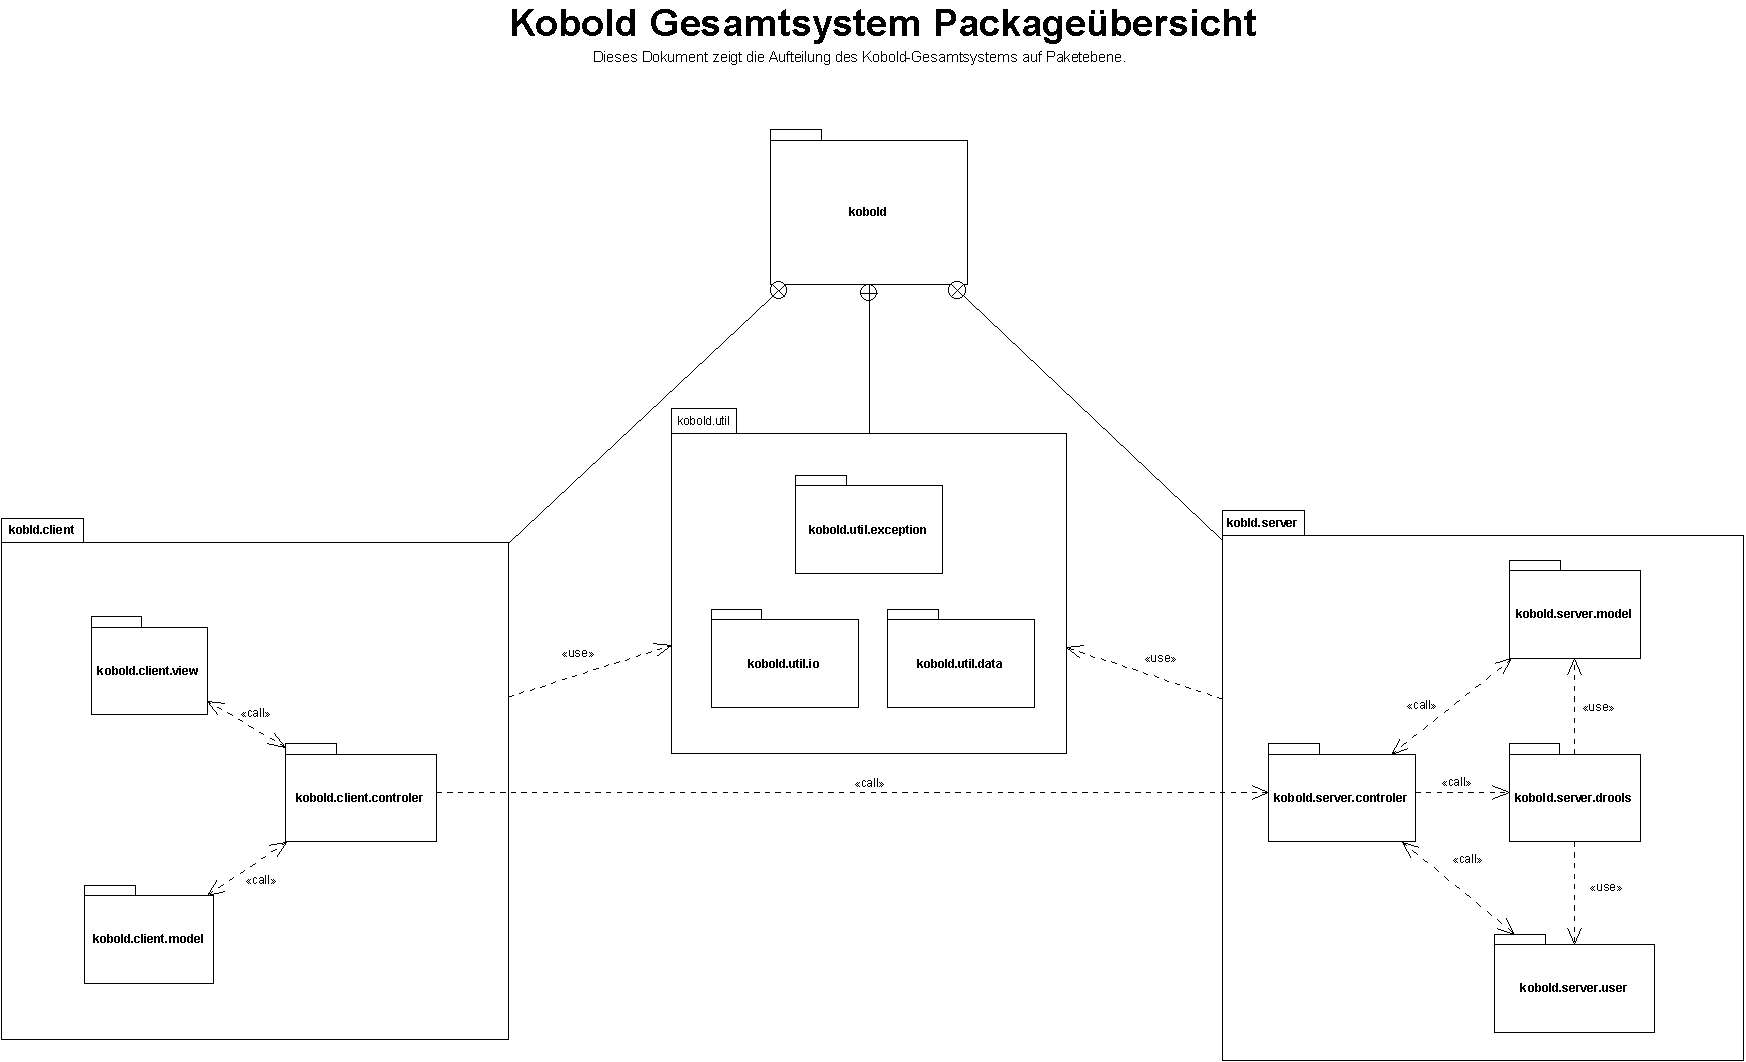 Kobold Gesamtsystem Packageübersicht
Dieses Dokument zeigt die Aufteilung des Kobold-Gesamtsystems auf Paketebene.
kobold
kobold.util
kobold.util.exception
kobold.util.io
kobold.util.data
kobld.client
kobold.client.view
«call»
kobold.client.controler
«call»
kobold.client.model
«use»
«use»
«call»
kobld.server
kobold.server.model
«call»
«use»
kobold.server.controler
«call»
kobold.server.drools
«call»
«use»
kobold.server.user